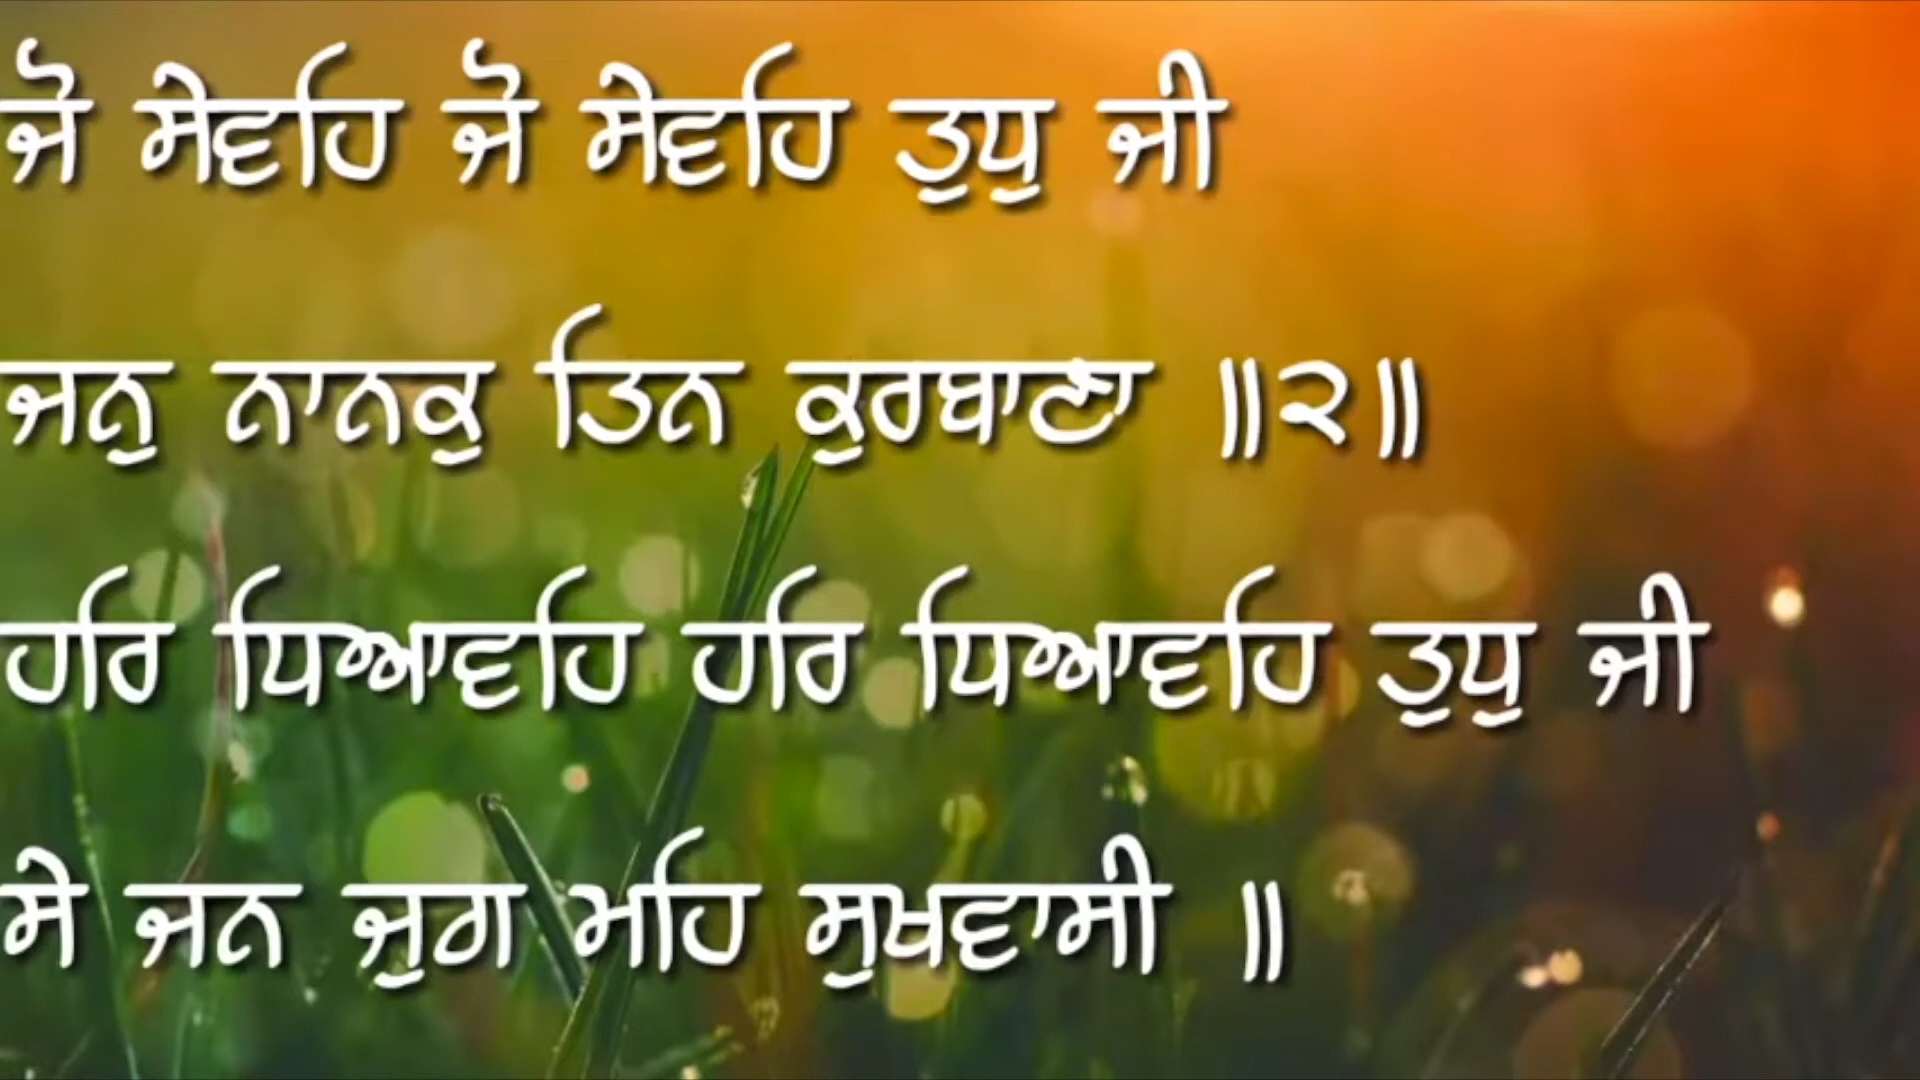 ਜੋ ਸੇਵਹਿ ਜੋ ਸੇਵਹਿ ਤੁਧੁ ਜੀ
ਜਨੁ ਨਾਨਕੁ ਤਿਨ ਕੁਰਬਾਣਾ ॥੨॥
ਹਰਿ ਧਿਆਵਹਿ ਹਰਿ ਧਿਆਵਹਿ ਤੁਧੁ ਜੀ
ਸੇ ਜਨ ਜੁਗ ਮਹਿ ਸੁਖਵਾਸੀ ॥